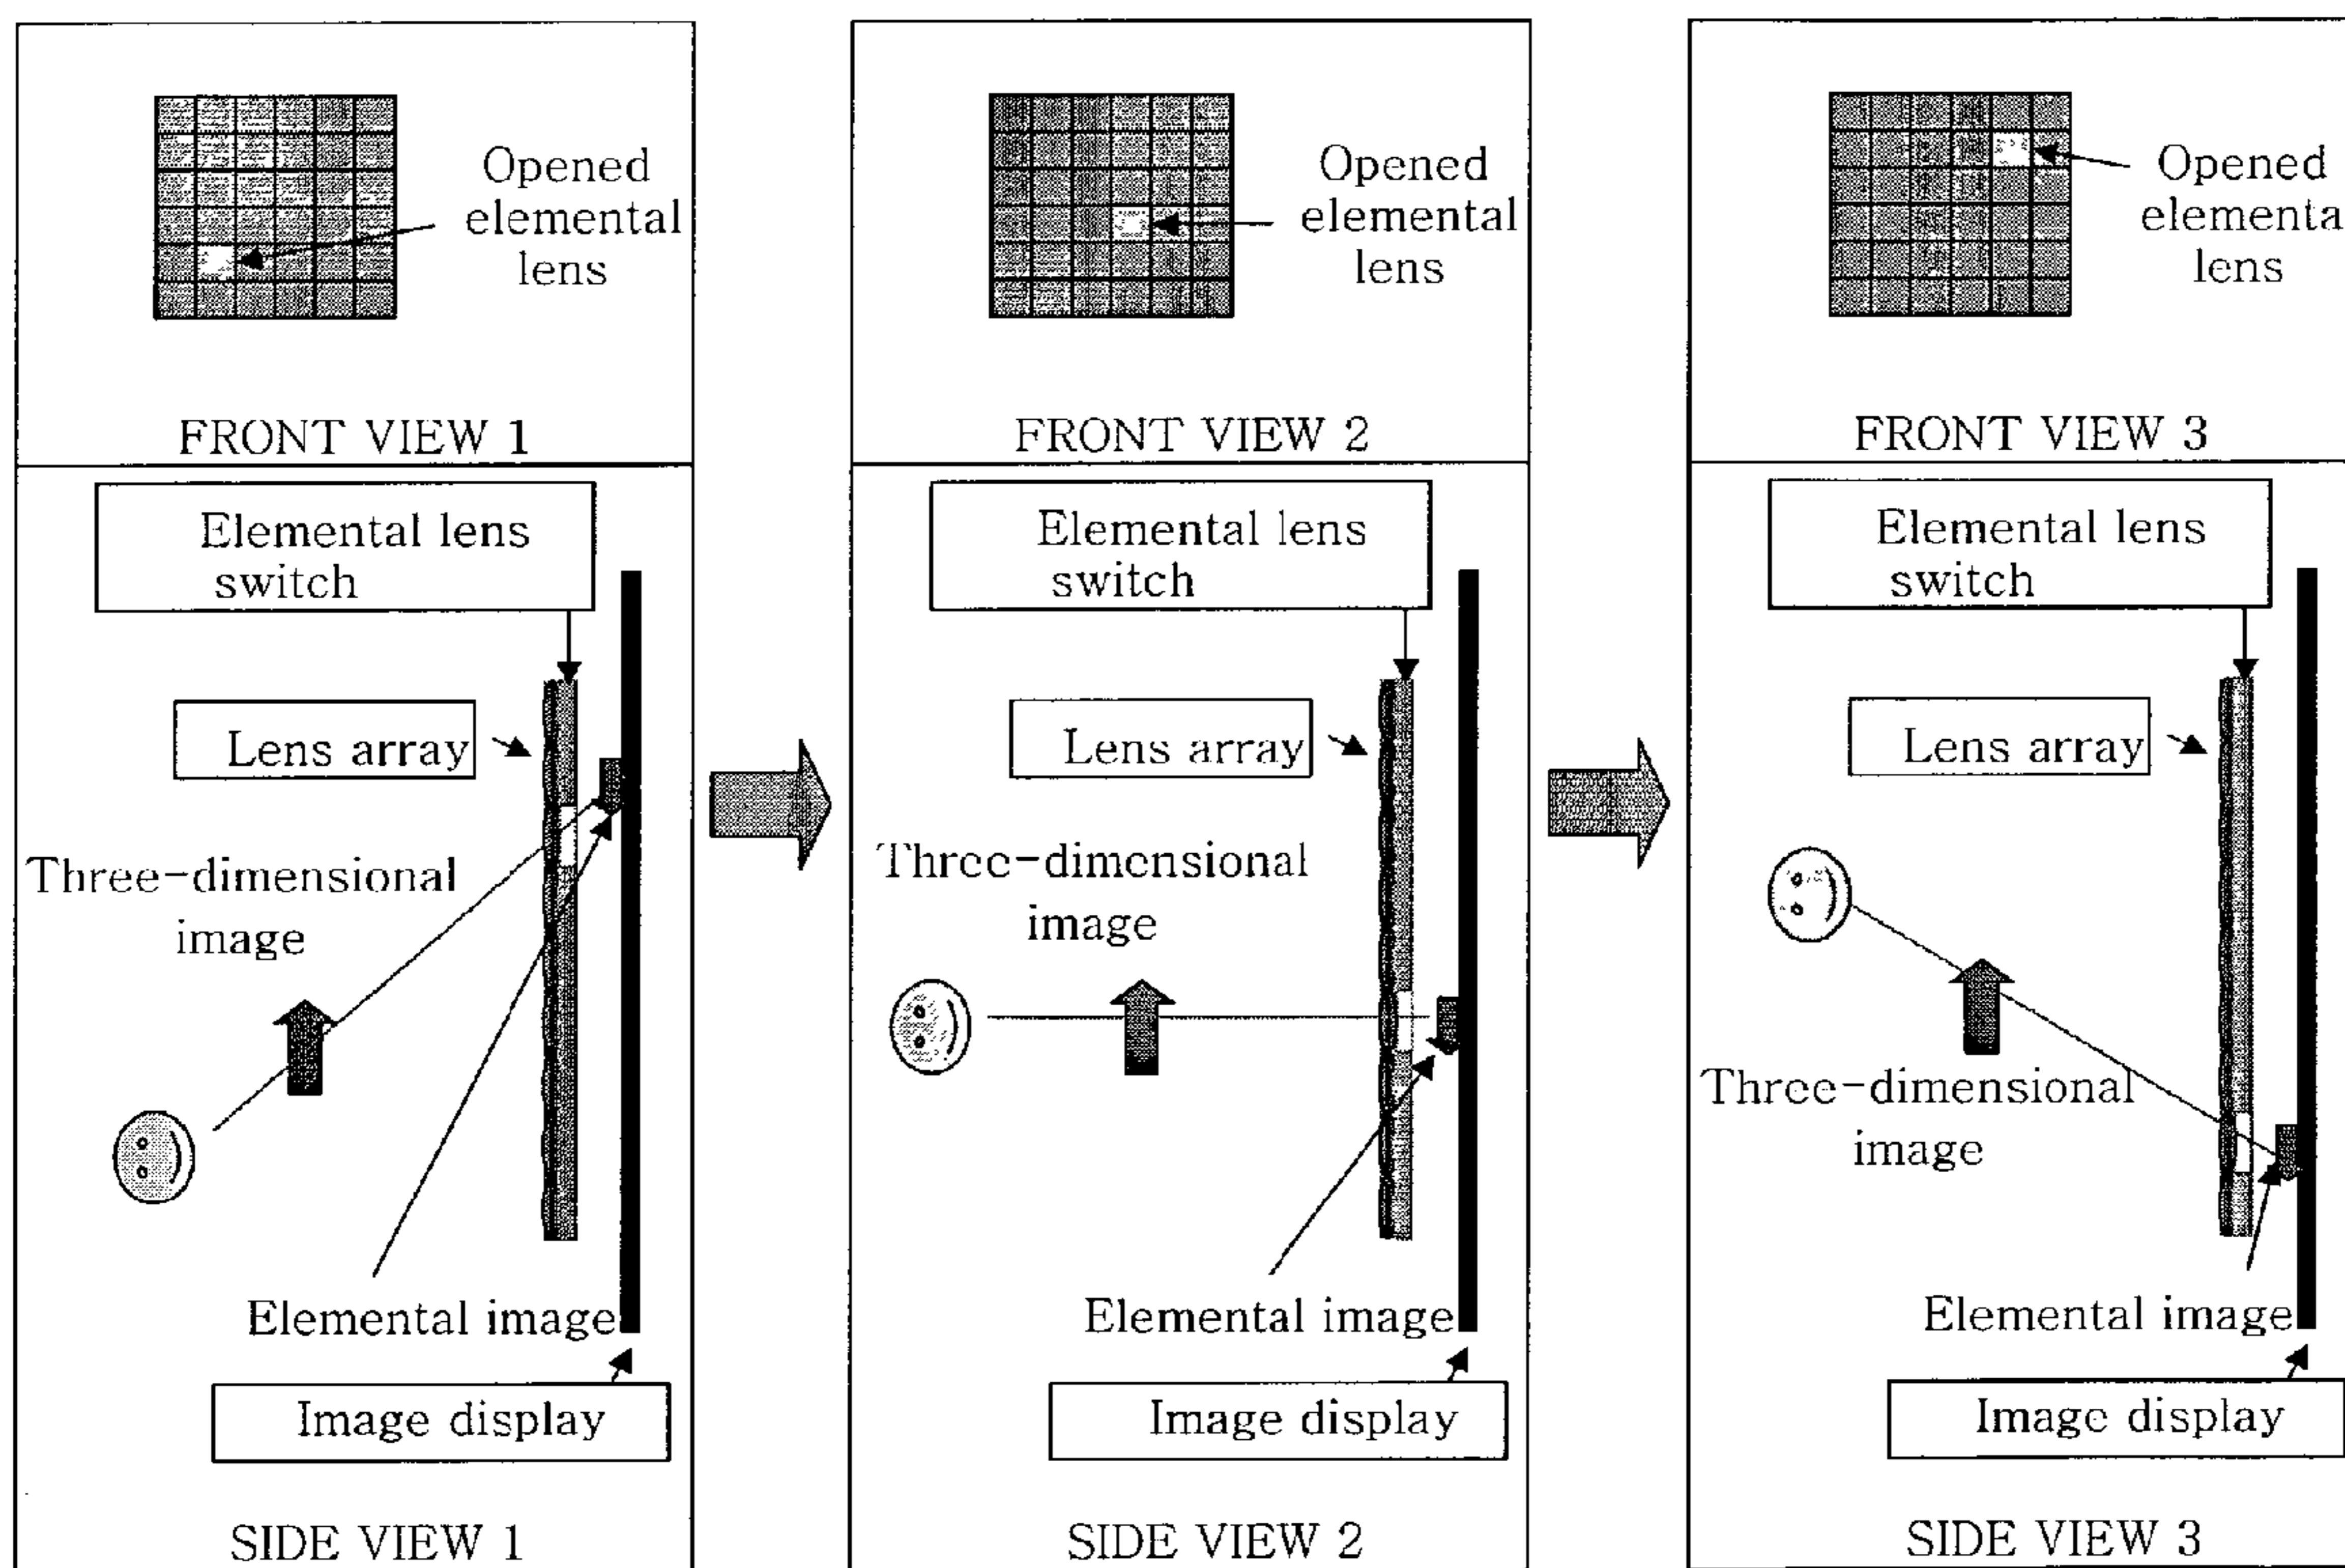 Opened
elemental
lens
FRONT VIEW 1
Elemental lens
switch
Lens array
Three-dimensional
image
Elemental image
Image display
SIDE VIEW 1
Opened
elemental
lens
FRONT VIEW 2
Elemental lens
switch
Lens array
Three-dimensional
image
Elemental image
Image display
SIDE VIEW 2
Opened
elementa
lens
FRONT VIEW 3
Elemental lens
switch
Lens array
Three-dimensional
image
Elemental image
Image display
SIDE VIEW 3